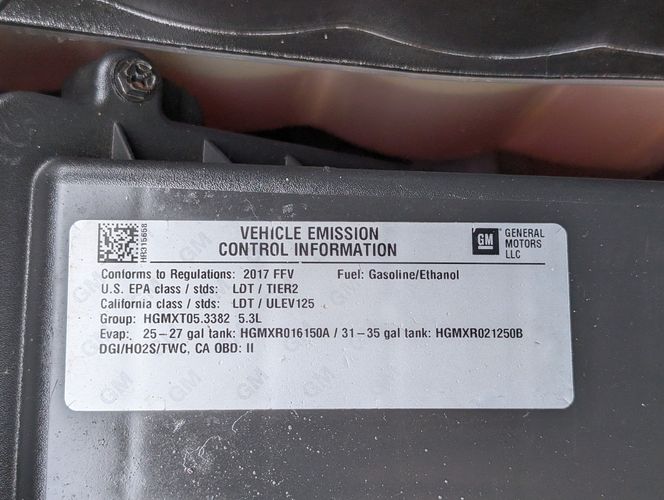 HR315658
VEHICLE EMISSION
CONTROL INFORMATION
GM
GENERAL
MOTORS
LLC
Conforms to Regulations: 2017 FFV Fuel: Gasoline/Ethanol
U.S. EPA class / stds: LDT / TIER2
California class / stds: LDT / ULEV125
Group: HGMXT05.3382 5.3L
Evap: 25-27 gal tank: HGMXR016150A / 31-35 gal tank: HGMXR021250B
DGI/HO2S/TWC, CA OBD: II